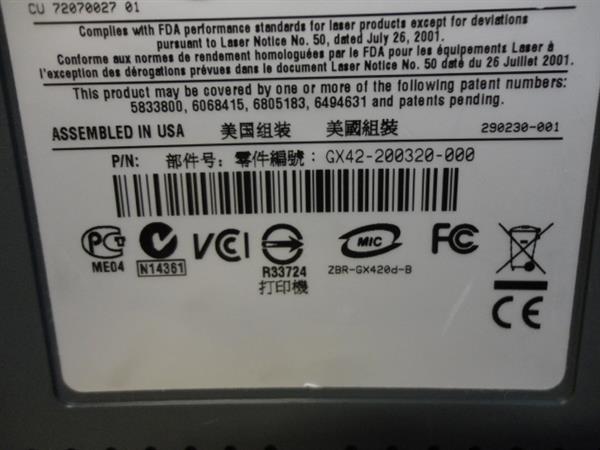 CU 72070027 01
Complies with FDA performance standards for laser products except for deviations
pursuant to Laser Notice No. 50, dated July 26, 2001.
Conforme aux normes de rendement homologuées par le FDA pour les équipements Laser à
l'exception des dérogations prévues dans le document Laser Notice No. 50 daté du 26 Juillet 2001.
This product may be covered by one or more of the following patent numbers:
5833800, 6068415, 6805183, 6494631 and patents pending.
ASSEMBLED IN USA 美国组装 美國組裝 290230-001
P/N: 部件号: 零件編號: GX42-200320-000
PC VCCI MIC FC
ME04 N14361 R33724 ZBR-GX420d-B
打印機
CE